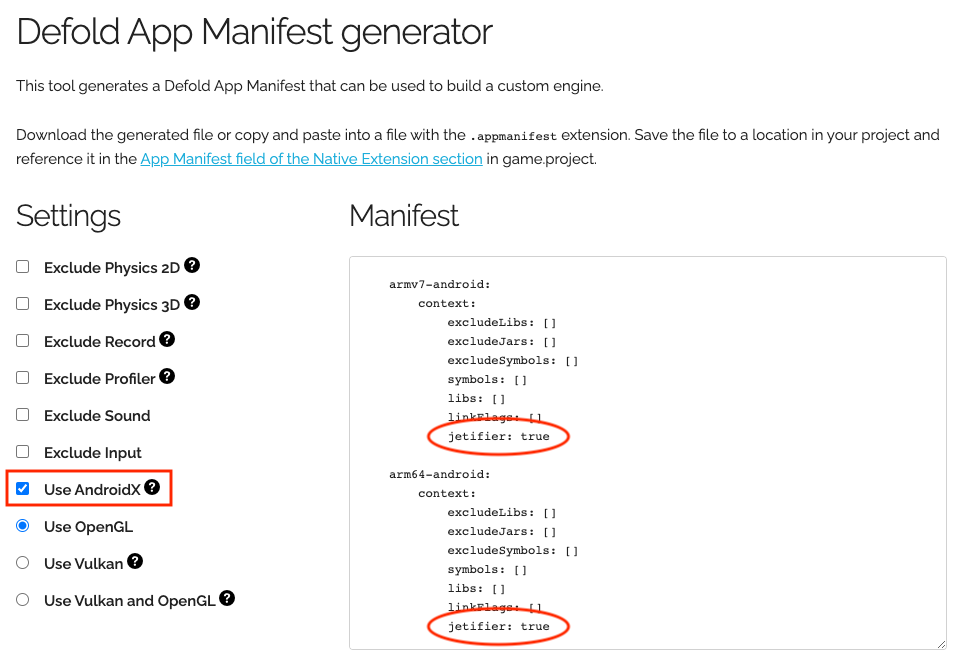 Defold App Manifest generator
This tool generates a Defold App Manifest that can be used to build a custom engine.
Download the generated file or copy and paste into a file with the .appmanifest extension. Save the file to a location in your project and
reference it in the App Manifest field of the Native Extension section in game.project.
Settings
Exclude Physics 2D ?
Exclude Physics 3D ?
Exclude Record ?
Exclude Profiler ?
Exclude Sound
Exclude Input
Use AndroidX ?
Use OpenGL
Use Vulkan ?
Use Vulkan and OpenGL ?
Manifest
armv7-android:
context:
excludeLibs: []
excludeJars: []
excludeSymbols: []
symbols: []
libs: []
linkFlags: []
jetifier: true
arm64-android:
context:
excludeLibs: []
excludeJars: []
excludeSymbols: []
symbols: []
libs: []
linkFlags: []
jetifier: true